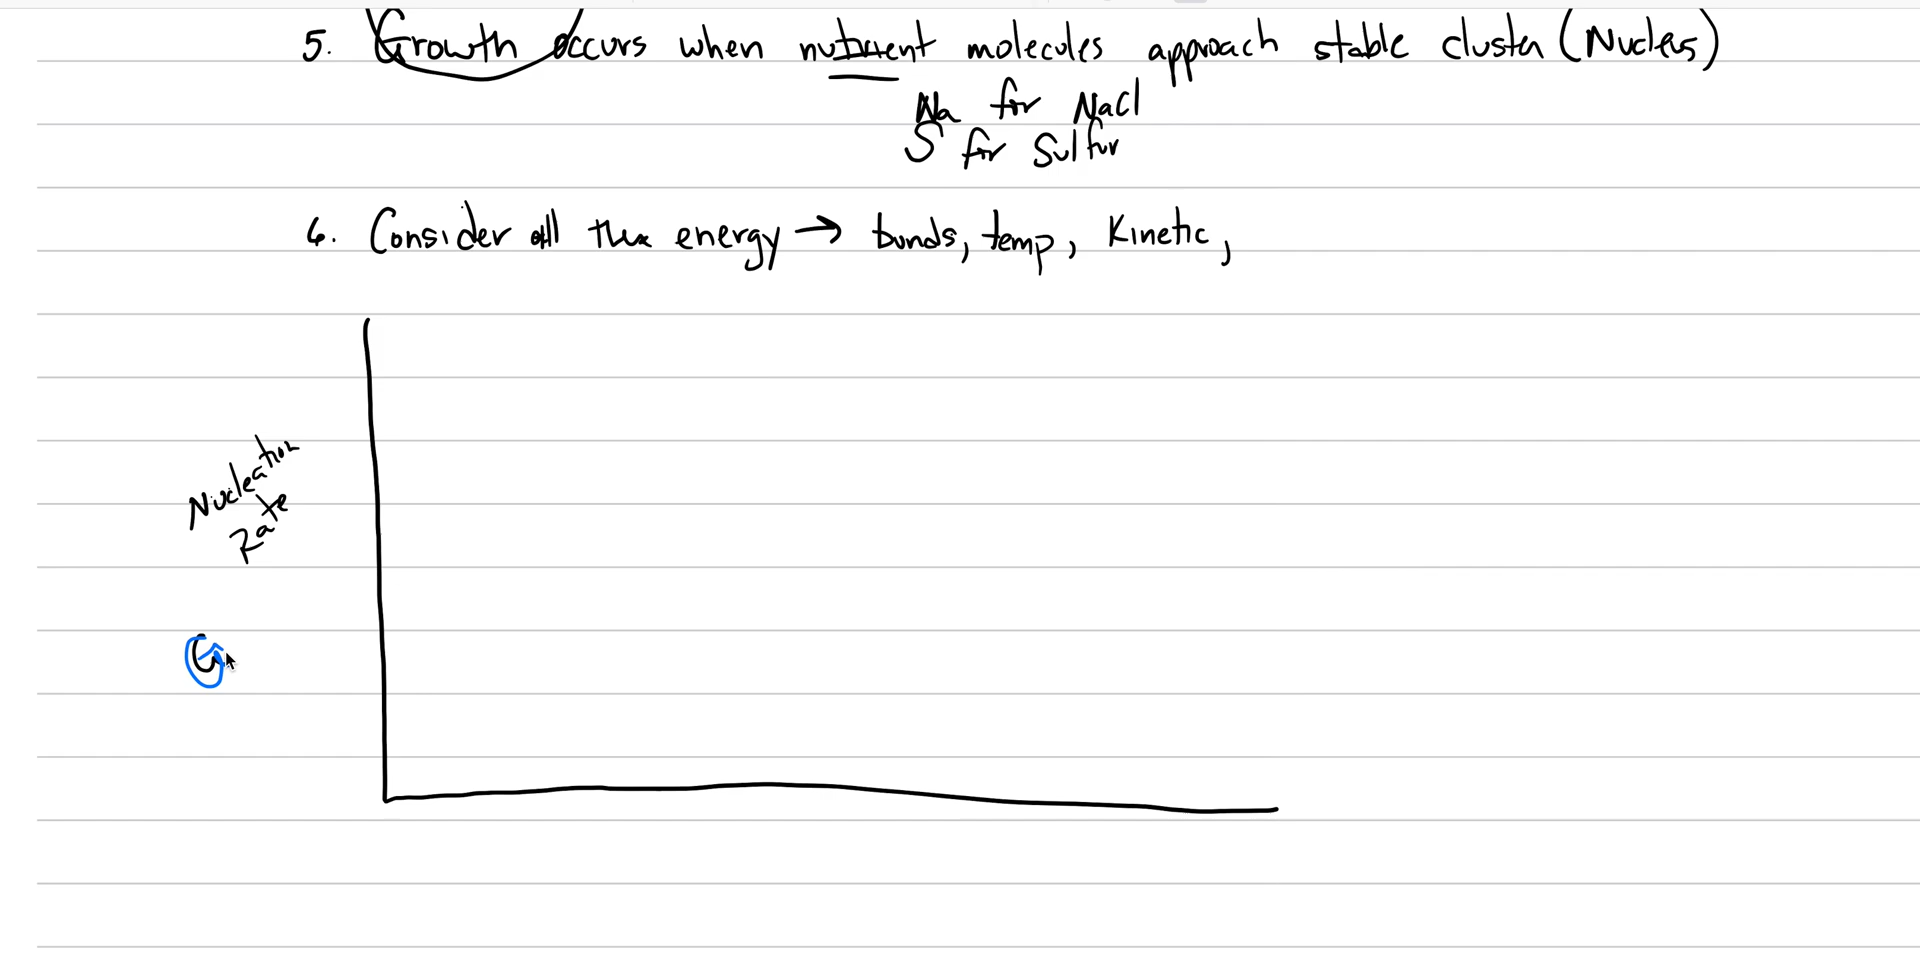 5. Growth occurs when nutrient molecules approach stable cluster (Nucleus)
Na for NaCl
S for Sulfur
6. Consider all the energy → bonds, temp, Kinetic,
Nucleation
Rate
G